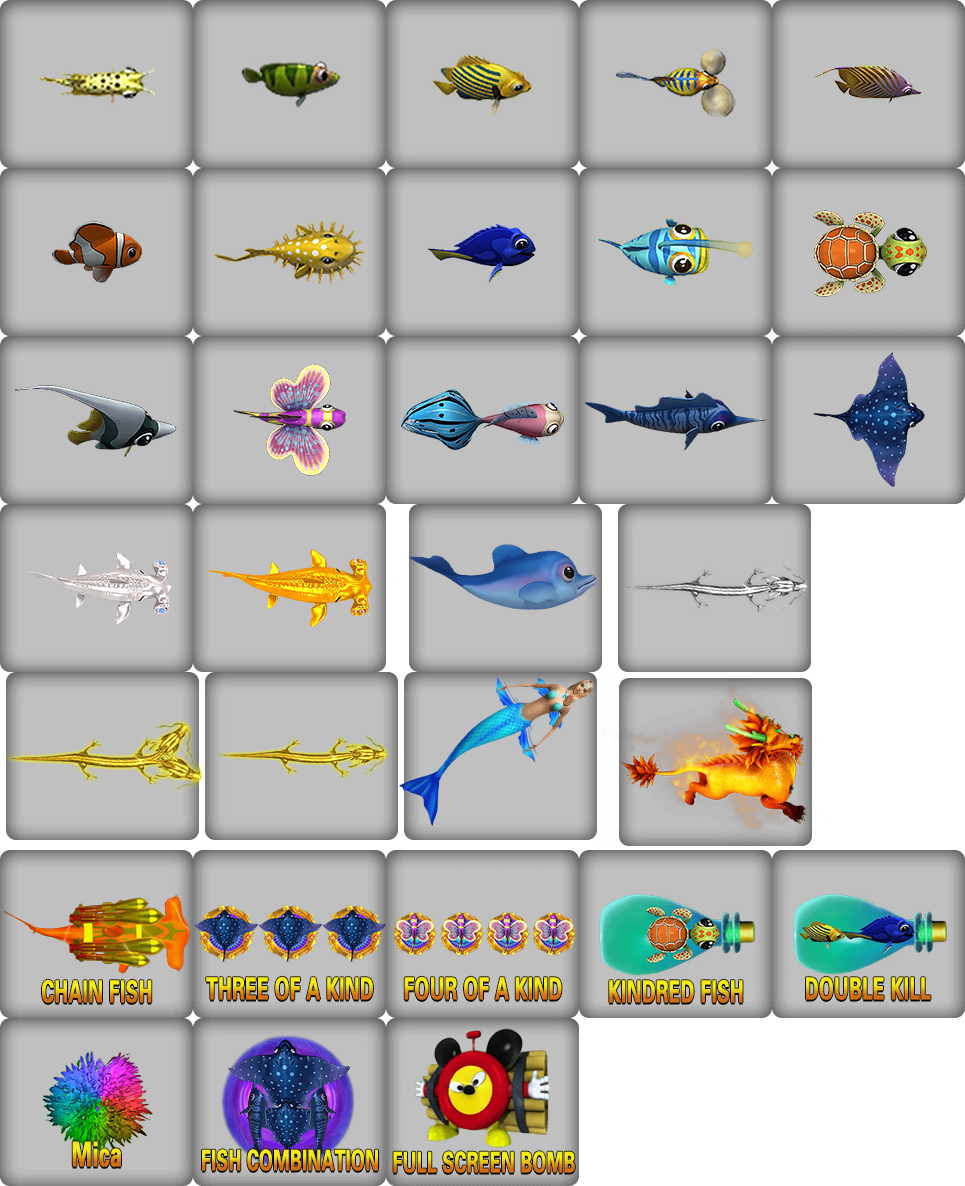 CHAIN FISH
THREE OF A KIND
FOUR OF A KIND
KINDRED FISH
DOUBLE KILL
Mica
FISH COMBINATION
FULL SCREEN BOMB